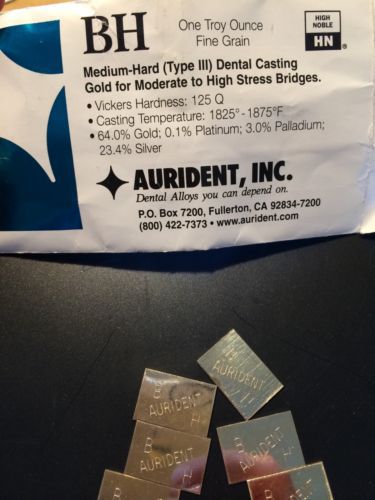 BH
One Troy Ounce
Fine Grain
HIGH
NOBLE
HN
Medium-Hard (Type III) Dental Casting
Gold for Moderate to High Stress Bridges.
• Vickers Hardness: 125 Q
• Casting Temperature: 1825° -1875°F
• 64.0% Gold; 0.1% Platinum; 3.0% Palladium;
23.4% Silver
AURIDENT, INC.
Dental Alloys you can depend on.
P.O. Box 7200, Fullerton, CA 92834-7200
(800) 422-7373 • www.aurident.com
AURIDENT
B
AURIDENT
H
B
AURIDENT
H
B
AURIDENT
H